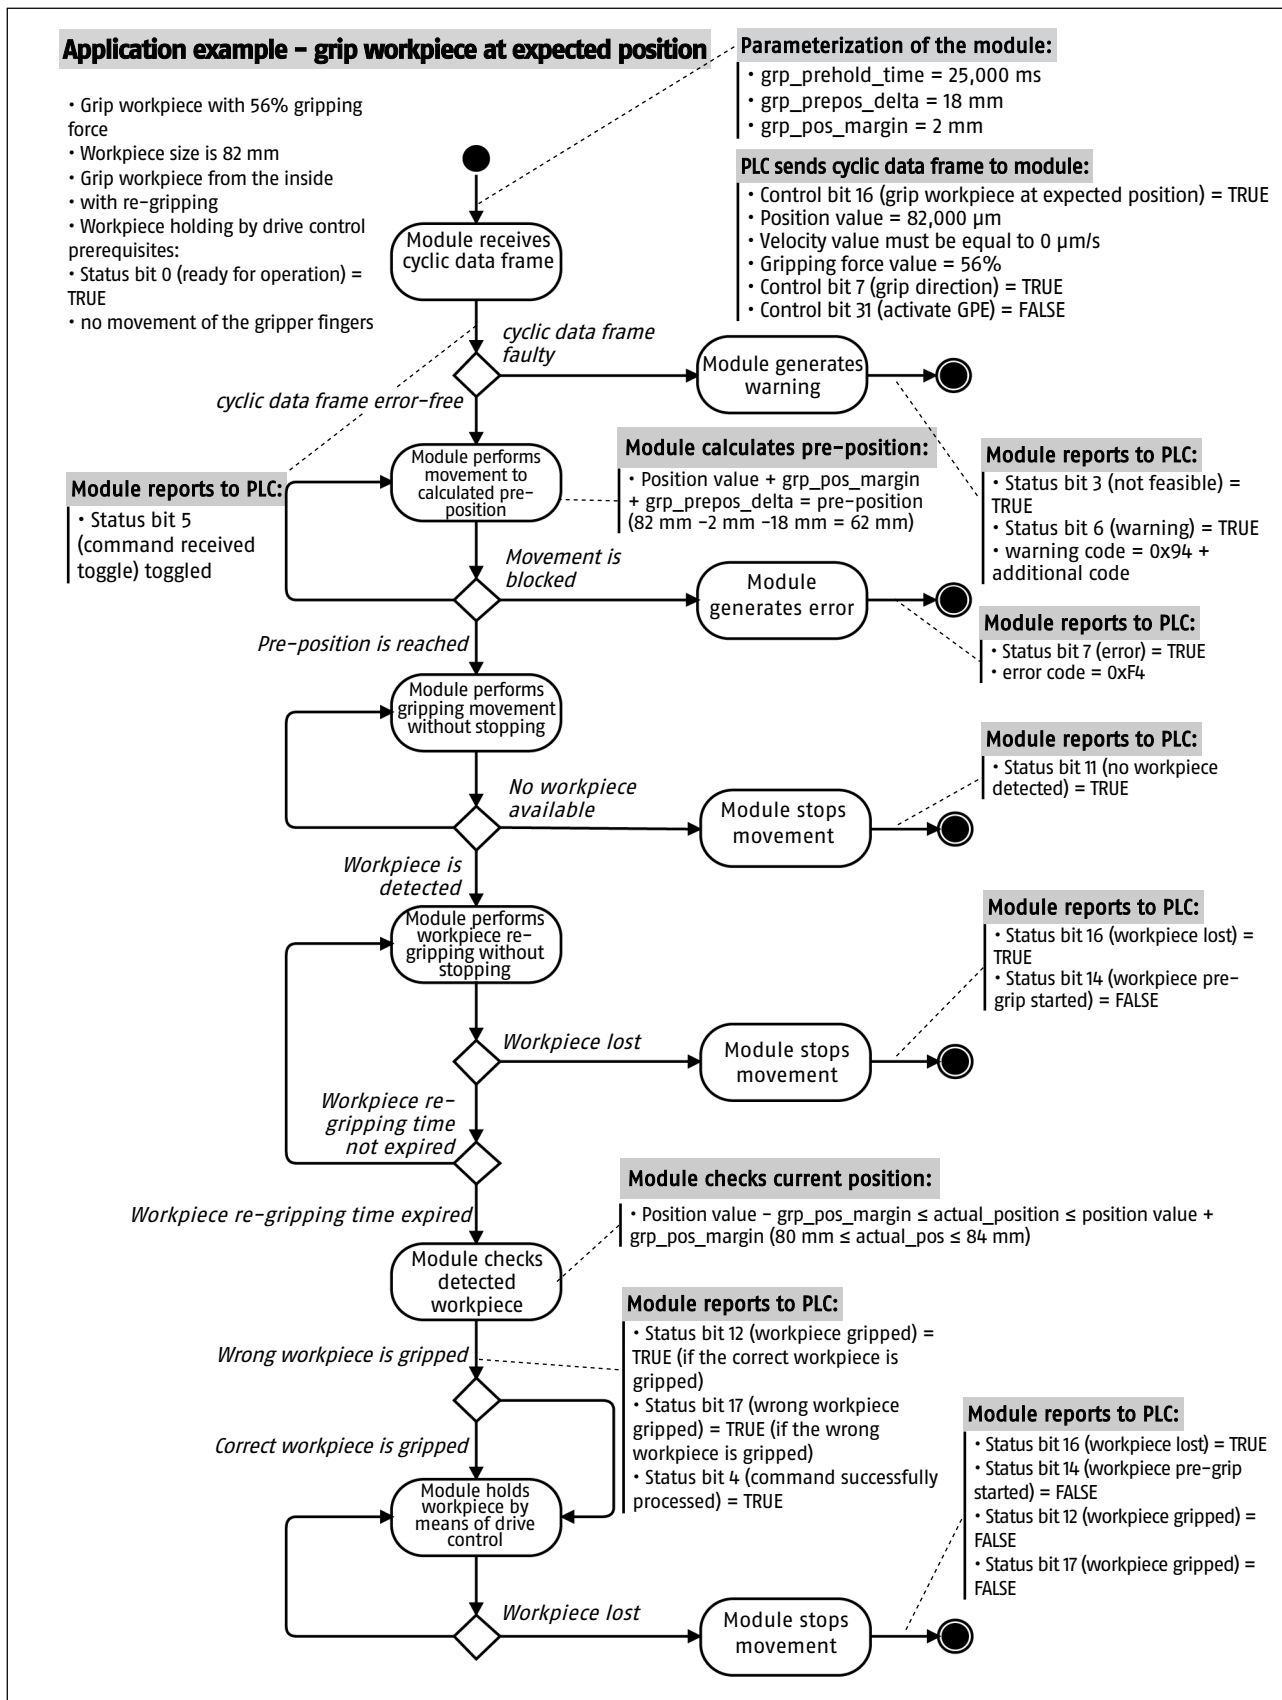 Application example – grip workpiece at expected position
• Grip workpiece with 56% gripping
force
• Workpiece size is 82 mm
• Grip workpiece from the inside
• with re-gripping
• Workpiece holding by drive control
prerequisites:
• Status bit 0 (ready for operation) =
TRUE
• no movement of the gripper fingers
Parameterization of the module:
• grp_prehold_time = 25,000 ms
• grp_prepos_delta = 18 mm
• grp_pos_margin = 2 mm
PLC sends cyclic data frame to module:
• Control bit 16 (grip workpiece at expected position) = TRUE
• Position value = 82,000 µm
• Velocity value must be equal to 0 µm/s
• Gripping force value = 56%
• Control bit 7 (grip direction) = TRUE
• Control bit 31 (activate GPE) = FALSE
Module receives
cyclic data frame
cyclic data frame
faulty
Module generates
warning
cyclic data frame error-free
Module reports to PLC:
• Status bit 3 (not feasible) =
TRUE
• Status bit 6 (warning) = TRUE
• warning code = 0x94 +
additional code
Module reports to PLC:
• Status bit 5
(command received
toggle) toggled
Module performs
movement to
calculated pre-
position
Module calculates pre-position:
• Position value + grp_pos_margin
+ grp_prepos_delta = pre-position
(82 mm -2 mm -18 mm = 62 mm)
Movement is
blocked
Module
generates error
Module reports to PLC:
• Status bit 7 (error) = TRUE
• error code = 0xF4
Pre-position is reached
Module performs
gripping movement
without stopping
No workpiece
available
Module stops
movement
Module reports to PLC:
• Status bit 11 (no workpiece
detected) = TRUE
Workpiece is
detected
Module performs
workpiece re-
gripping without
stopping
Workpiece lost
Module stops
movement
Module reports to PLC:
• Status bit 16 (workpiece lost) =
TRUE
• Status bit 14 (workpiece pre-
grip started) = FALSE
Workpiece re-
gripping time
not expired
Workpiece re-gripping time expired
Module checks
detected
workpiece
Module checks current position:
• Position value - grp_pos_margin ≤ actual_position ≤ position value +
grp_pos_margin (80 mm ≤ actual_pos ≤ 84 mm)
Module reports to PLC:
• Status bit 12 (workpiece gripped) =
TRUE (if the correct workpiece is
gripped)
• Status bit 17 (wrong workpiece
gripped) = TRUE (if the wrong
workpiece is gripped)
• Status bit 4 (command successfully
processed) = TRUE
Wrong workpiece is gripped
Correct workpiece is gripped
Module holds
workpiece by
means of drive
control
Workpiece lost
Module stops
movement
Module reports to PLC:
• Status bit 16 (workpiece lost) = TRUE
• Status bit 14 (workpiece pre-grip
started) = FALSE
• Status bit 12 (workpiece gripped) =
FALSE
• Status bit 17 (workpiece gripped) =
FALSE